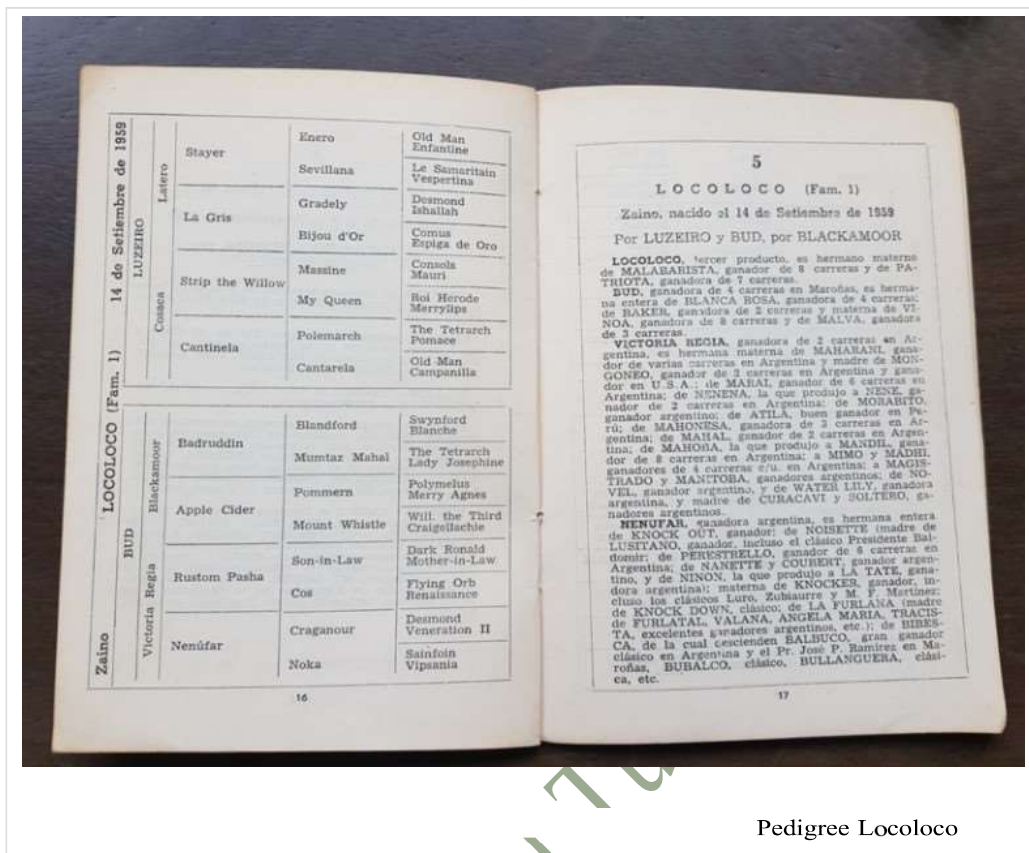 Zaino LOCOLOCO (Fam. 1) 14 de Setiembre de 1959
LUZEIRO
Latero
Cosaca
Stayer
La Gris
Strip the Willow
Cantinela
Enero
Sevillana
Gradely
Bijou d'Or
Massine
My Queen
Polemarch
Cantarela
Old Man
Enfantine
Le Samaritain
Vespertina
Desmond
Ishallah
Comus
Espiga de Oro
Consols
Mauri
Roi Herode
Merrylips
The Tetrarch
Pomace
Old Man
Campanilla
BUD
Blackamoor
Victoria Regia
Badruddin
Apple Cider
Rustom Pasha
Nenúfar
Blandford
Mumtaz Mahal
Pommern
Mount Whistle
Son-in-Law
Cos
Craganour
Noka
Swynford
Blanche
The Tetrarch
Lady Josephine
Polymelus
Merry Agnes
Will. the Third
Craigellachie
Dark Ronald
Mother-in-Law
Flying Orb
Renaissance
Desmond
Veneration II
Sainfoin
Vipsania
16
5
LOCOLOCO (Fam. 1)
Zaino, nacido el 14 de Setiembre de 1959
Por LUZEIRO y BUD, por BLACKAMOOR
LOCOLOCO, tercer producto, es hermano materno
de MALABARISTA, ganador de 8 carreras y de PA-
TRIOTA, ganadora de 7 carreras.
BUD, ganadora de 4 carreras en Maroñas, es herma-
na entera de BLANCA ROSA, ganadora de 4 carreras;
de BAKER, ganadora de 2 carreras y materna de VI-
NOA, ganadora de 8 carreras y de MALVA, ganadora
de 3 carreras.
VICTORIA REGIA, ganadora de 2 carreras en Ar-
gentina, es hermana materna de MAHARANI, gana-
dor de varias carreras en Argentina y madre de MON-
GONEO, ganador de 3 carreras en Argentina y gana-
dor en U.S.A.; de MARAI, ganador de 6 carreras en
Argentina; de NENENA, la que produjo a NENE, ga-
nador de 2 carreras en Argentina; de MORABITO,
ganador argentino; de ATILA, buen ganador en Pe-
rú; de MAHONESA, ganadora de 3 carreras en Ar-
gentina; de MAHAL, ganador de 2 carreras en Argen-
tina; de MAHOÑA, la que produjo a MANDIL, gana-
dor de 8 carreras en Argentina; a MIMO y MADHI,
ganadores de 4 carreras c/u. en Argentina; a MAGIS-
TRADO y MANITOBA, ganadores argentinos; de NO-
VEL, ganador argentino, y de WATER LILY, ganadora
argentina, y madre de CURACAVI y SOLTERO, ga-
nadores argentinos.
NENUFAR, ganadora argentina, es hermana entera
de KNOCK OUT, ganador; de NOISETTE (madre de
LUSITANO, ganador, incluso el clásico Presidente Bal-
domir; de PERESTRELLO, ganador de 6 carreras en
Argentina; de NANETTE y COUBERT, ganador argen-
tino, y de NINON, la que produjo a LA TATE, gana-
dora argentina); materna de KNOCKER, ganador, in-
cluso los clásicos Luro, Zubiaurre y M. F. Martínez;
de KNOCK DOWN, clásico; de LA FURLANA (madre
de FURLATAL, VALANA, ANGELA MARIA, TRACIS-
TA, excelentes ganadores argentinos, etc.); de BIBES-
CA, de la cual descienden BALBUCO, gran ganador
clásico en Argentina y el Pr. José P. Ramírez en Ma-
roñas, BUBALCO, clásico, BULLANGUERA, clási-
ca, etc.
17
Pedigree Locoloco